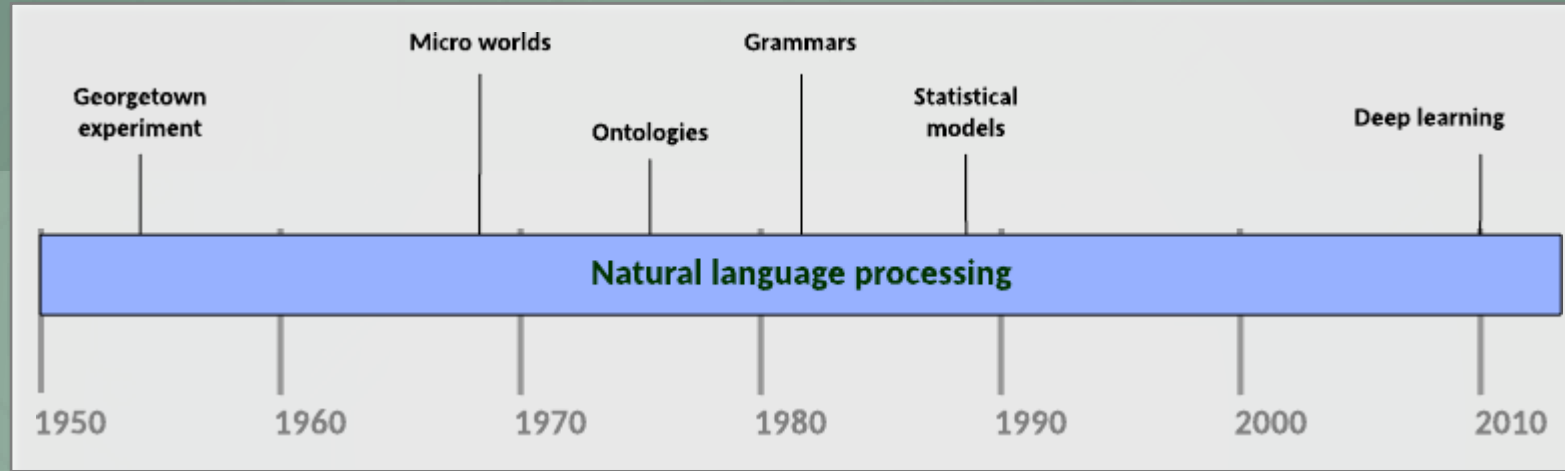 Micro worlds
Grammars
Georgetown
experiment
Statistical
models
Ontologies
Deep learning
Natural language processing
1950
1960
1970
1980
1990
2000
2010